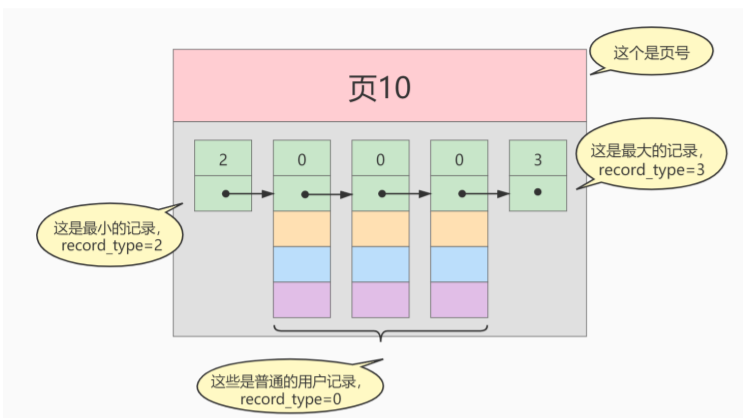 这个是页号
页10
2 0 0 0 3
这是最大的记录，
record_type=3
这是最小的记录，
record_type=2
这些是普通的用户记录，
record_type=0